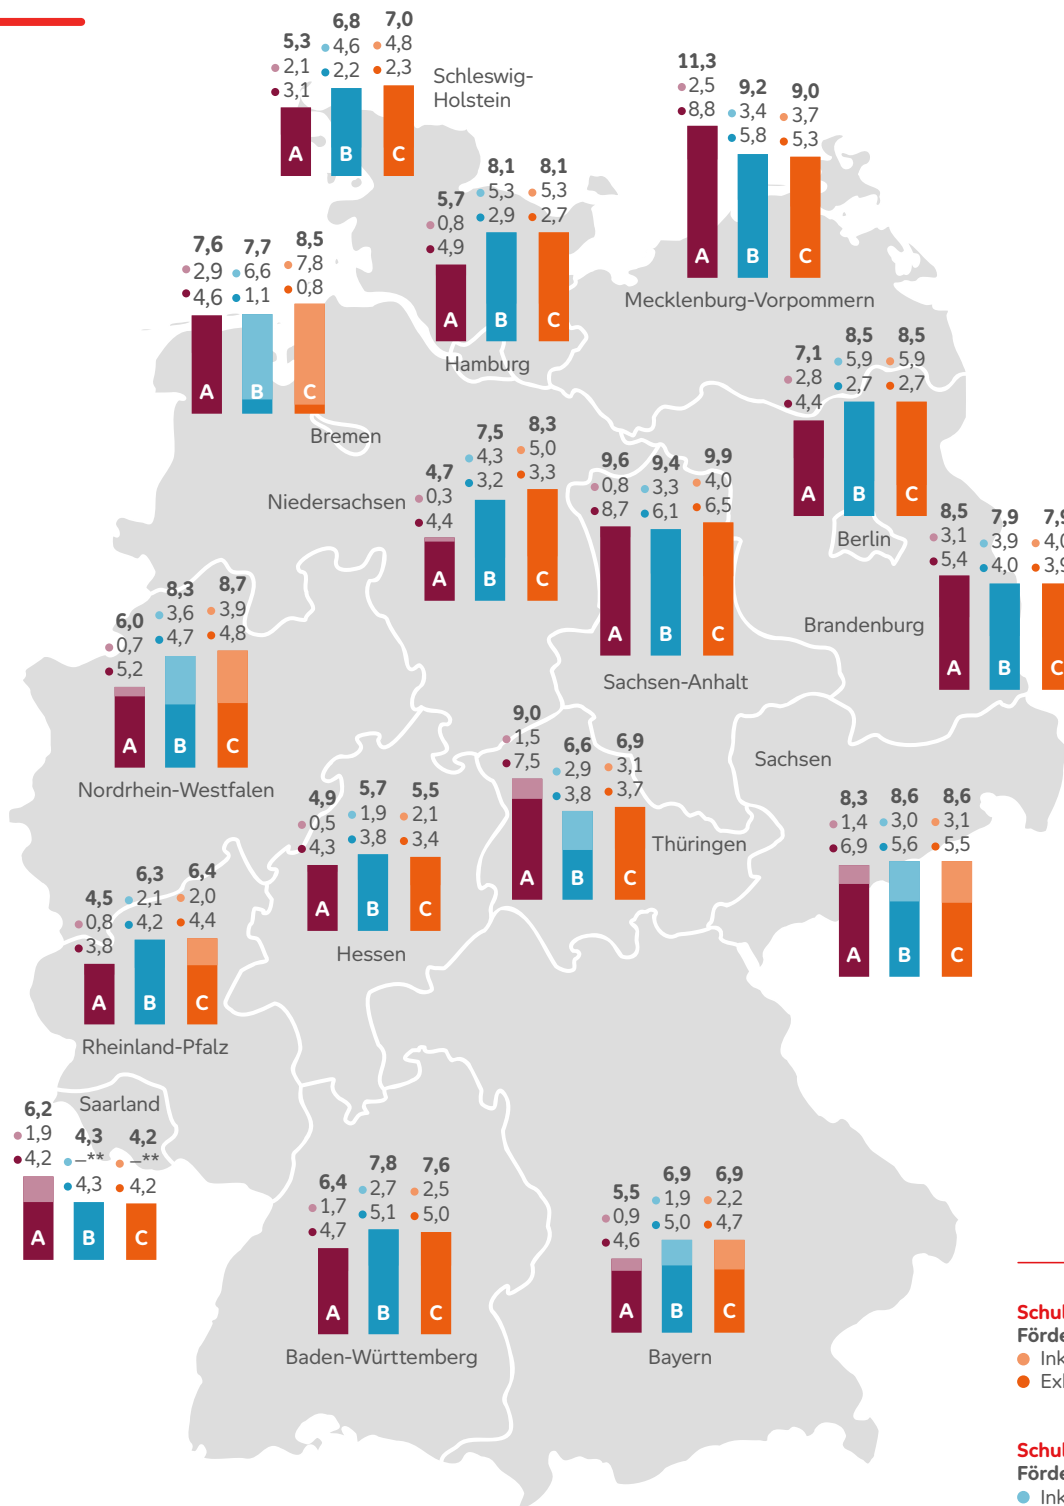 5,3
2,1
3,1
6,8
4,6
2,2
7,0
4,8
2,3
A
B
C
Schleswig-
Holstein
11,3
2,5
8,8
9,2
3,4
5,8
9,0
3,7
5,3
A
B
C
Mecklenburg-Vorpommern
5,7
0,8
4,9
8,1
5,3
2,9
8,1
5,3
2,7
A
B
C
Hamburg
7,6
2,9
4,6
7,7
6,6
1,1
8,5
7,8
0,8
A
B
C
Bremen
7,1
2,8
4,4
8,5
5,9
2,7
8,5
5,9
2,7
A
B
C
Berlin
4,7
0,3
4,4
7,5
4,3
3,2
8,3
5,0
3,3
A
B
C
Niedersachsen
9,6
0,8
8,7
9,4
3,3
6,1
9,9
4,0
6,5
A
B
C
Sachsen-Anhalt
8,5
3,1
5,4
7,9
3,9
4,0
7,9
4,0
3,9
A
B
C
Brandenburg
6,0
0,7
5,2
8,3
3,6
4,7
8,7
3,9
4,8
A
B
C
Nordrhein-Westfalen
9,0
1,5
7,5
6,6
2,9
3,8
6,9
3,1
3,7
A
B
C
Thüringen
Sachsen
8,3
1,4
6,9
8,6
3,0
5,6
8,6
3,1
5,5
A
B
C
4,9
0,5
4,3
5,7
1,9
3,8
5,5
2,1
3,4
A
B
C
Hessen
4,5
0,8
3,8
6,3
2,1
4,2
6,4
2,0
4,4
A
B
C
Rheinland-Pfalz
Saarland
6,2
1,9
4,2
4,3
–**
4,3
4,2
–**
4,2
A
B
C
6,4
1,7
4,7
7,8
2,7
5,1
7,6
2,5
5,0
A
B
C
Baden-Württemberg
5,5
0,9
4,6
6,9
1,9
5,0
6,9
2,2
4,7
A
B
C
Bayern
Schul
Förde
Ink
Exl
Schul
Förde
Ink